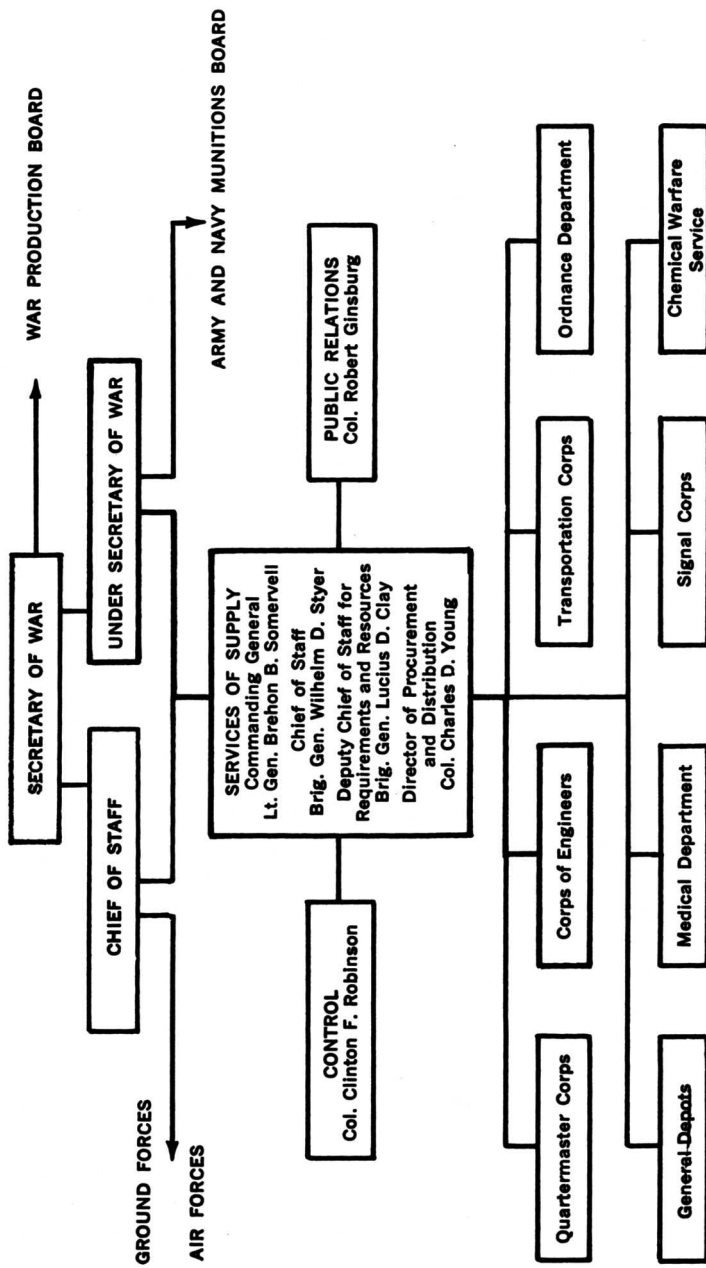 SECRETARY OF WAR
WAR PRODUCTION BOARD
CHIEF OF STAFF
UNDER SECRETARY OF WAR
GROUND FORCES
AIR FORCES
ARMY AND NAVY MUNITIONS BOARD
SERVICES OF SUPPLY
Commanding General
Lt. Gen. Brehon B. Somervell
Chief of Staff
Brig. Gen. Wilhelm D. Styer
Deputy Chief of Staff for
Requirements and Resources
Brig. Gen. Lucius D. Clay
Director of Procurement
and Distribution
Col. Charles D. Young
CONTROL
Col. Clinton F. Robinson
PUBLIC RELATIONS
Col. Robert Ginsburg
Quartermaster Corps
Corps of Engineers
Transportation Corps
Ordnance Department
General Depots
Medical Department
Signal Corps
Chemical Warfare
Service